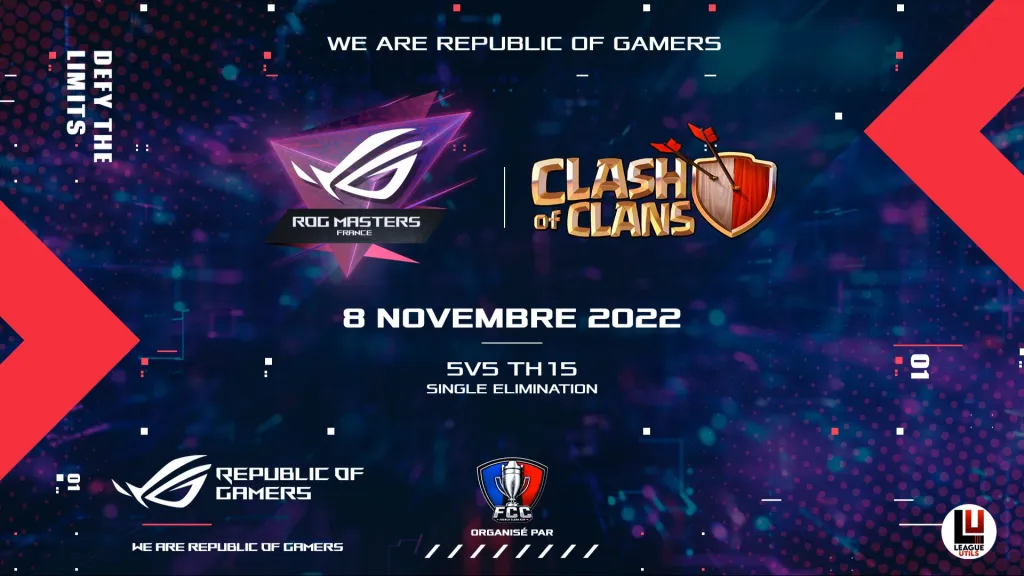 WE ARE REPUBLIC OF GAMERS
DEFY THE
LIMITS
ROG MASTERS
FRANCE
CLASH
OF CLANS
8 NOVEMBRE 2022
5V5 TH15
SINGLE ELIMINATION
01
01
REPUBLIC OF
GAMERS
WE ARE REPUBLIC OF GAMERS
FCC
ORGANISÉ PAR
LU
LEAGUE
UTILS